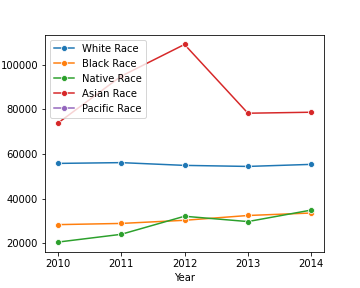 White Race
Black Race
Native Race
Asian Race
Pacific Race
100000
80000
60000
40000
20000
2010 2011 2012 2013 2014
Year